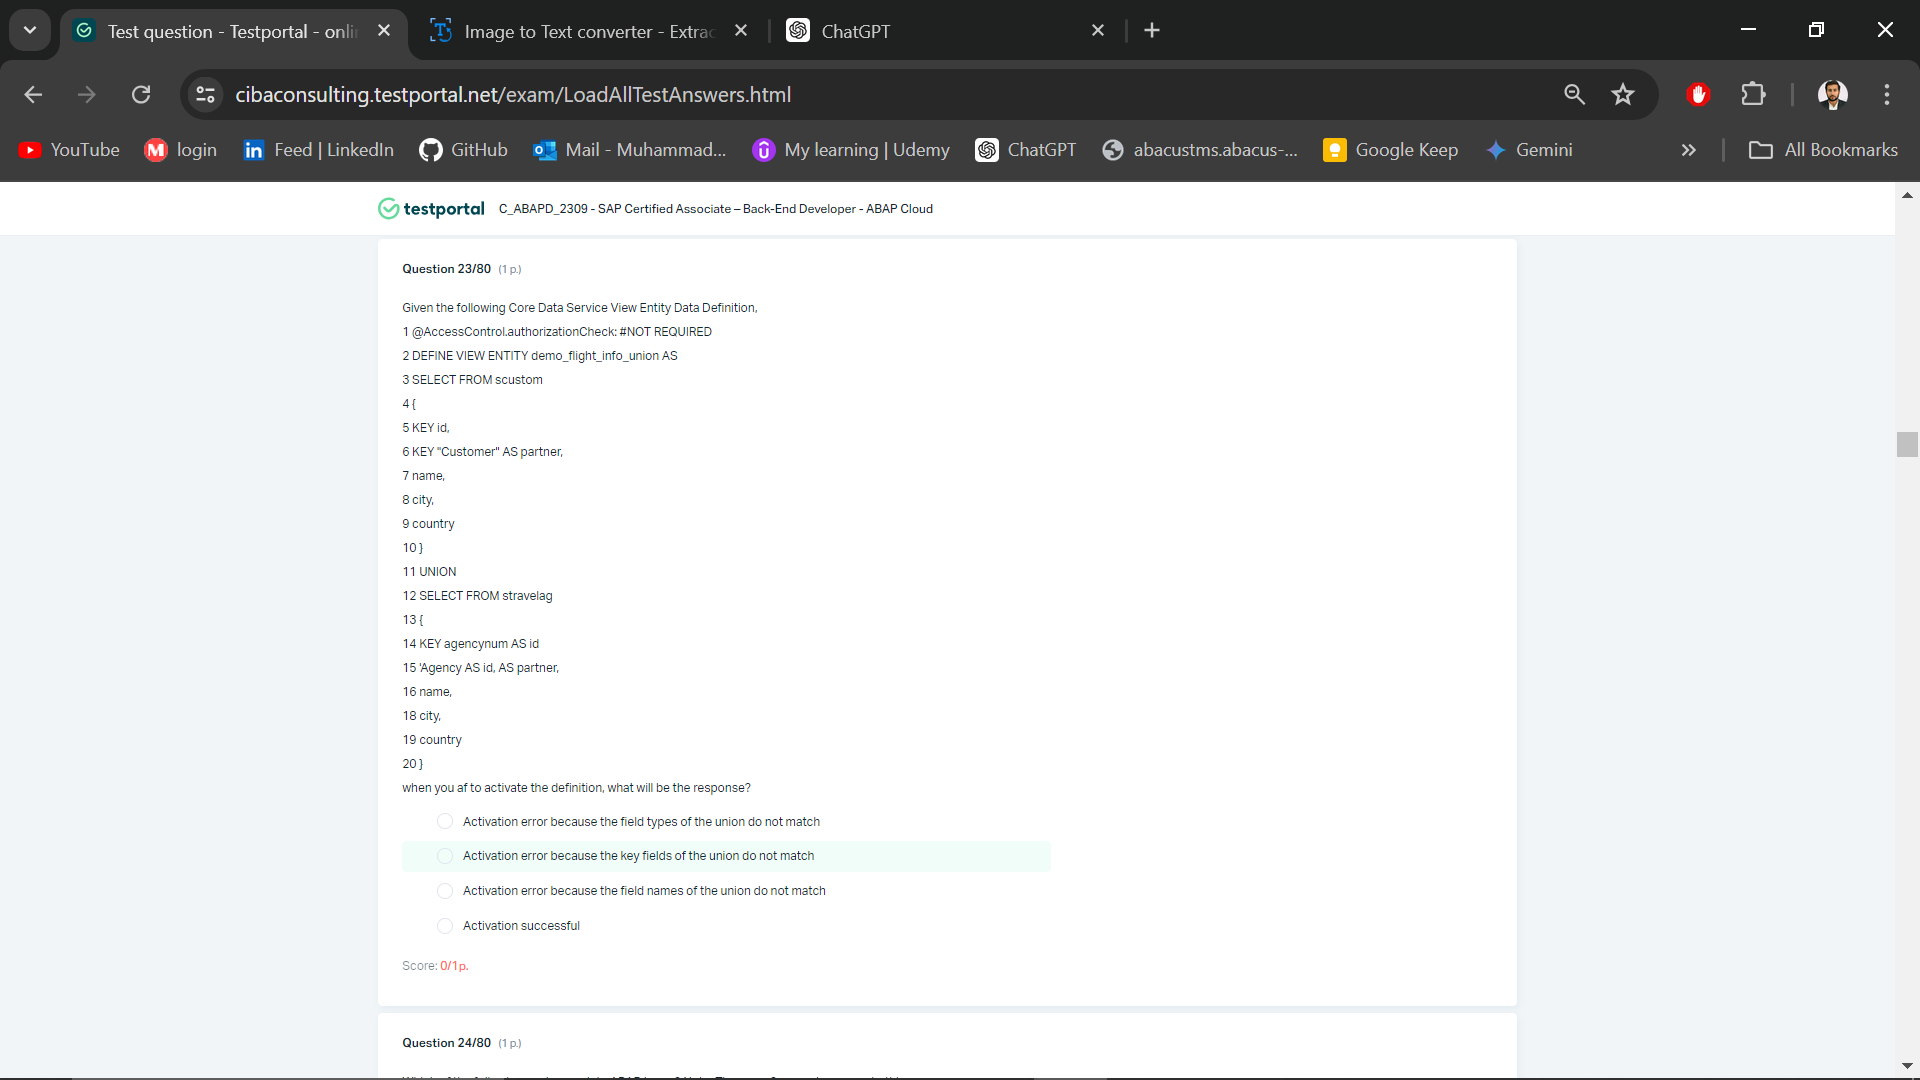 Test question - Testportal - onli
Image to Text converter - Extrac
ChatGPT
cibaconsulting.testportal.net/exam/LoadAllTestAnswers.html
YouTube
login
Feed | LinkedIn
GitHub
Mail - Muhammad...
My learning | Udemy
ChatGPT
abacustms.abacus-...
Google Keep
Gemini
All Bookmarks
testportal C_ABAPD_2309 - SAP Certified Associate – Back-End Developer - ABAP Cloud
Question 23/80 (1 p.)
Given the following Core Data Service View Entity Data Definition,
1 @AccessControl.authorizationCheck: #NOT REQUIRED
2 DEFINE VIEW ENTITY demo_flight_info_union AS
3 SELECT FROM scustom
4 {
5 KEY id,
6 KEY "Customer" AS partner,
7 name,
8 city,
9 country
10 }
11 UNION
12 SELECT FROM stravelag
13 {
14 KEY agencynum AS id
15 'Agency AS id, AS partner,
16 name,
18 city,
19 country
20 }
when you af to activate the definition, what will be the response?
Activation error because the field types of the union do not match
Activation error because the key fields of the union do not match
Activation error because the field names of the union do not match
Activation successful
Score: 0/1 p.
Question 24/80 (1 p.)